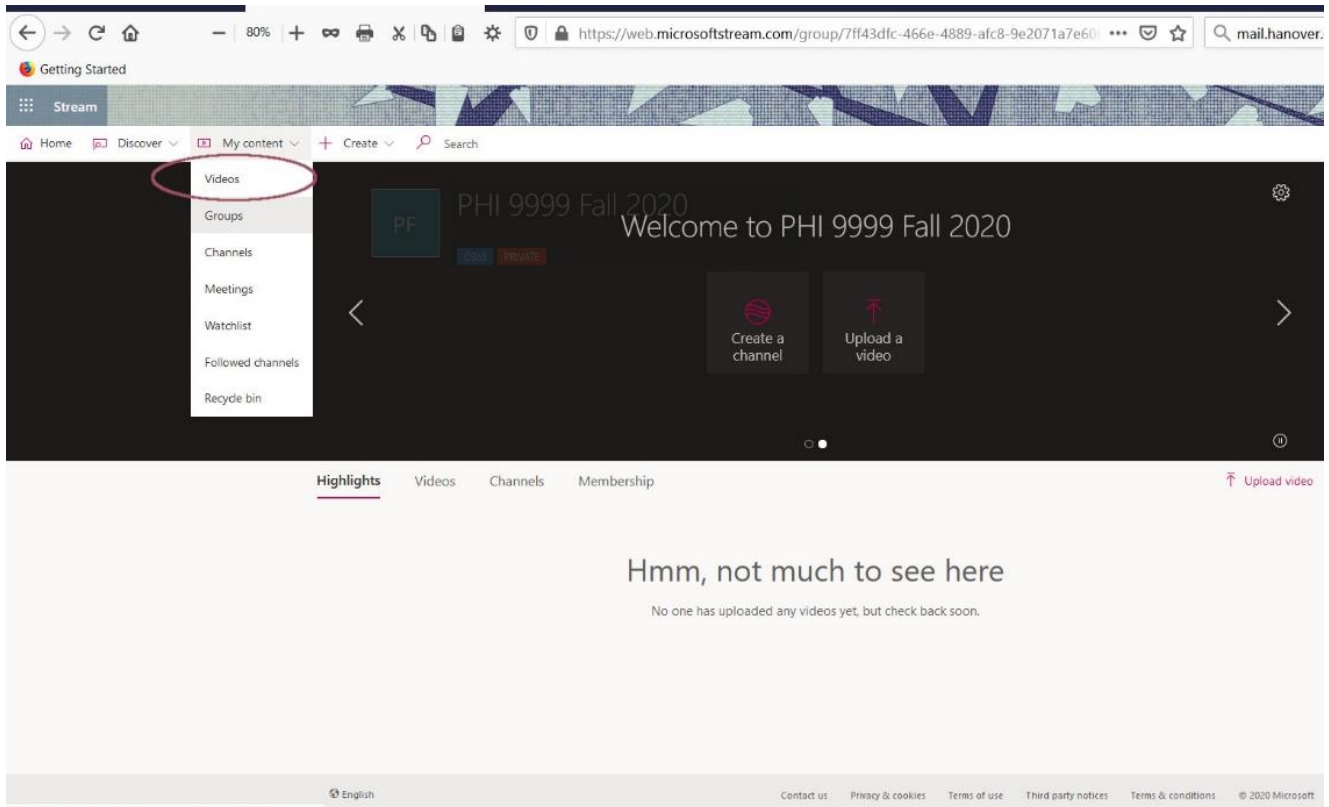 80%
https://web.microsoftstream.com/group/7ff43dfc-466e-4889-afc8-9e2071a7e60
mail.hanover.
Getting Started
Stream
Home Discover My content Create Search
Videos
Groups
Channels
Meetings
Watchlist
Followed channels
Recycle bin
PF
PHI 9999 Fall 2020
O365 PRIVATE
Welcome to PHI 9999 Fall 2020
Create a channel
Upload a video
Highlights Videos Channels Membership
Upload video
Hmm, not much to see here
No one has uploaded any videos yet, but check back soon.
English
Contact us Privacy & cookies Terms of use Third party notices Terms & conditions © 2020 Microsoft